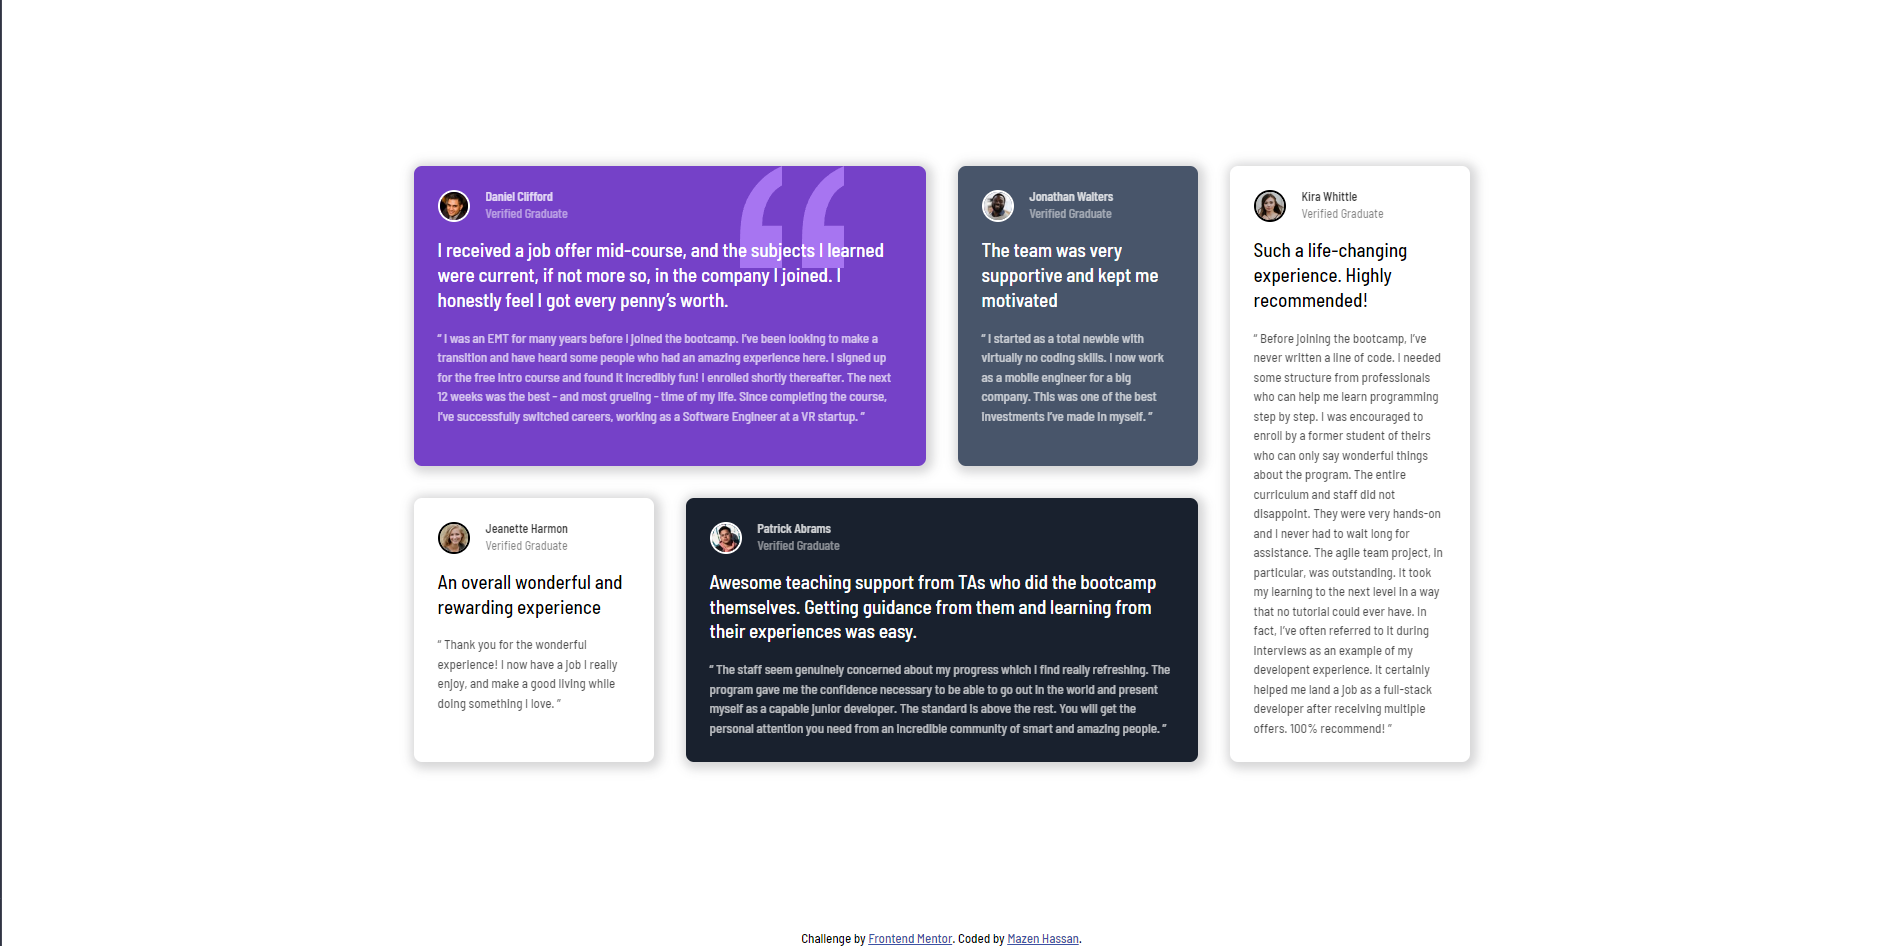 Daniel Clifford
Verified Graduate
I received a job offer mid-course, and the subjects I learned
were current, if not more so, in the company I joined. I
honestly feel I got every penny’s worth.
“ I was an EMT for many years before I joined the bootcamp. I’ve been looking to make a
transition and have heard some people who had an amazing experience here. I signed up
for the free intro course and found it incredibly fun! I enrolled shortly thereafter. The next
12 weeks was the best - and most grueling - time of my life. Since completing the course,
I’ve successfully switched careers, working as a Software Engineer at a VR startup. ”
Jonathan Walters
Verified Graduate
The team was very
supportive and kept me
motivated
“ I started as a total newbie with
virtually no coding skills. I now work
as a mobile engineer for a big
company. This was one of the best
investments I’ve made in myself. ”
Kira Whittle
Verified Graduate
Such a life-changing
experience. Highly
recommended!
“ Before joining the bootcamp, I’ve
never written a line of code. I needed
some structure from professionals
who can help me learn programming
step by step. I was encouraged to
enroll by a former student of theirs
who can only say wonderful things
about the program. The entire
curriculum and staff did not
disappoint. They were very hands-on
and I never had to wait long for
assistance. The agile team project, in
particular, was outstanding. It took
my learning to the next level in a way
that no tutorial could ever have. In
fact, I’ve often referred to it during
interviews as an example of my
developent experience. It certainly
helped me land a job as a full-stack
developer after receiving multiple
offers. 100% recommend! ”
Jeanette Harmon
Verified Graduate
An overall wonderful and
rewarding experience
“ Thank you for the wonderful
experience! I now have a job I really
enjoy, and make a good living while
doing something I love. ”
Patrick Abrams
Verified Graduate
Awesome teaching support from TAs who did the bootcamp
themselves. Getting guidance from them and learning from
their experiences was easy.
“ The staff seem genuinely concerned about my progress which I find really refreshing. The
program gave me the confidence necessary to be able to go out in the world and present
myself as a capable junior developer. The standard is above the rest. You will get the
personal attention you need from an incredible community of smart and amazing people. ”
Challenge by Frontend Mentor. Coded by Mazen Hassan.